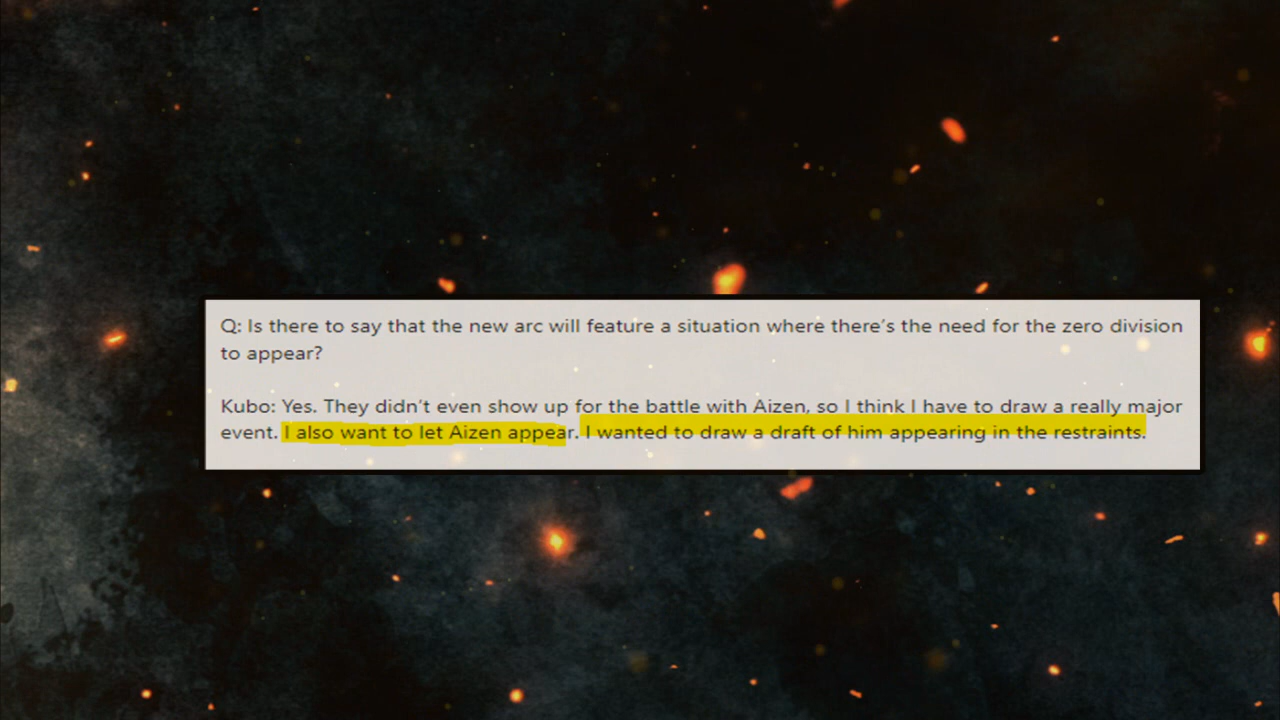 Q: Is there to say that the new arc will feature a situation where there's the need for the zero division
to appear?
Kubo: Yes. They didn't even show up for the battle with Aizen, so I think I have to draw a really major
event. I also want to let Aizen appear. I wanted to draw a draft of him appearing in the restraints.